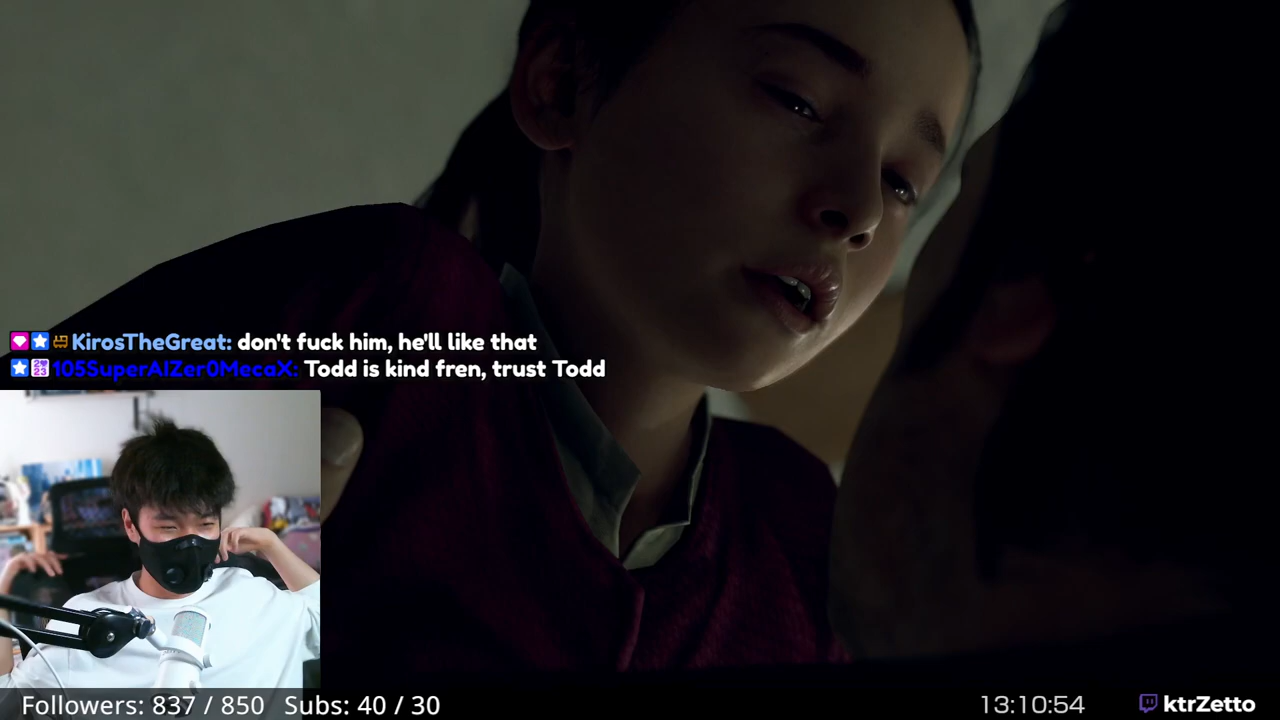 KirosTheGreat: don't fuck him, he'll like that
105SuperAIZer0MecaX: Todd is kind fren, trust Todd
Followers: 837 / 850 Subs: 40 / 30
13:10:54
ktrZetto